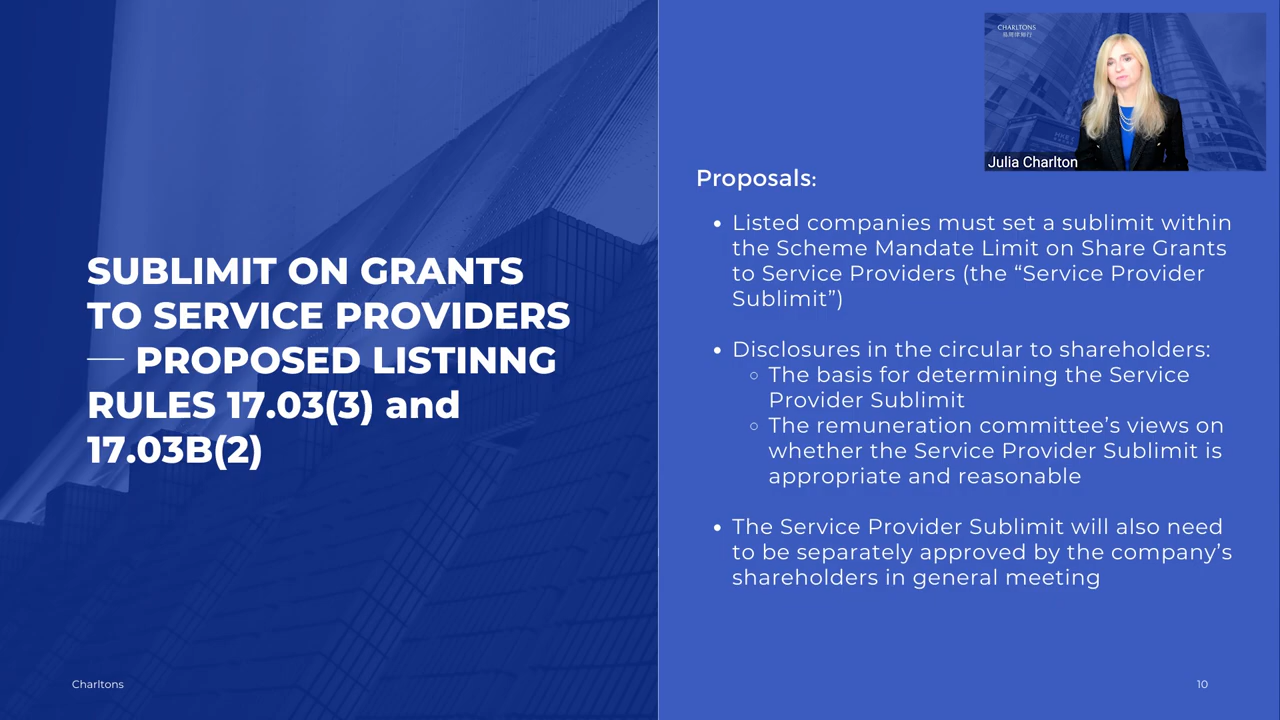 CHARLTONS
Julia Charlton
SUBLIMIT ON GRANTS
TO SERVICE PROVIDERS
— PROPOSED LISTINNG
RULES 17.03(3) and
17.03B(2)
Proposals:
• Listed companies must set a sublimit within
the Scheme Mandate Limit on Share Grants
to Service Providers (the “Service Provider
Sublimit”)
• Disclosures in the circular to shareholders:
○ The basis for determining the Service
Provider Sublimit
○ The remuneration committee’s views on
whether the Service Provider Sublimit is
appropriate and reasonable
• The Service Provider Sublimit will also need
to be separately approved by the company’s
shareholders in general meeting
Charltons
10